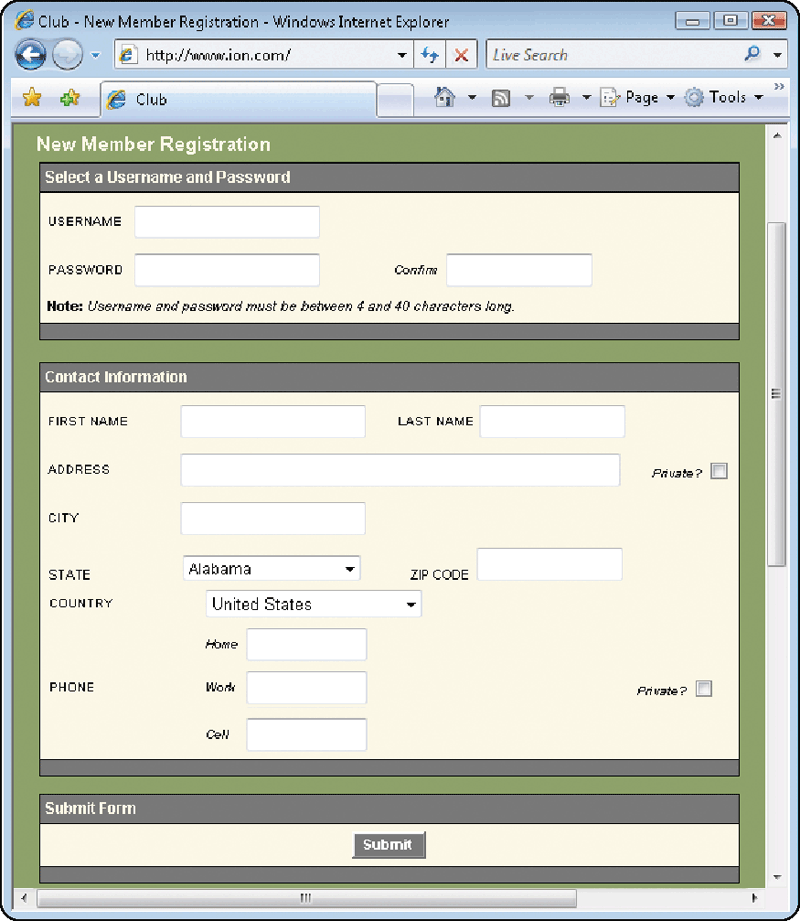 Club - New Member Registration - Windows Internet Explorer
http://www.ion.com/ Live Search
Club Page Tools
New Member Registration
Select a Username and Password
USERNAME
PASSWORD Confirm
Note: Username and password must be between 4 and 40 characters long.
Contact Information
FIRST NAME LAST NAME
ADDRESS Private?
CITY
STATE Alabama ZIP CODE
COUNTRY United States
Home
PHONE Work Private?
Cell
Submit Form
Submit